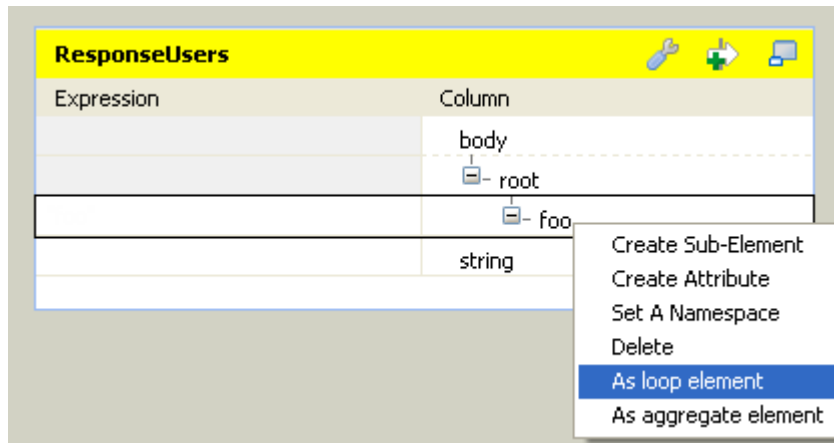 ResponseUsers
Expression Column
body
root
foo
string
Create Sub-Element
Create Attribute
Set A Namespace
Delete
As loop element
As aggregate element